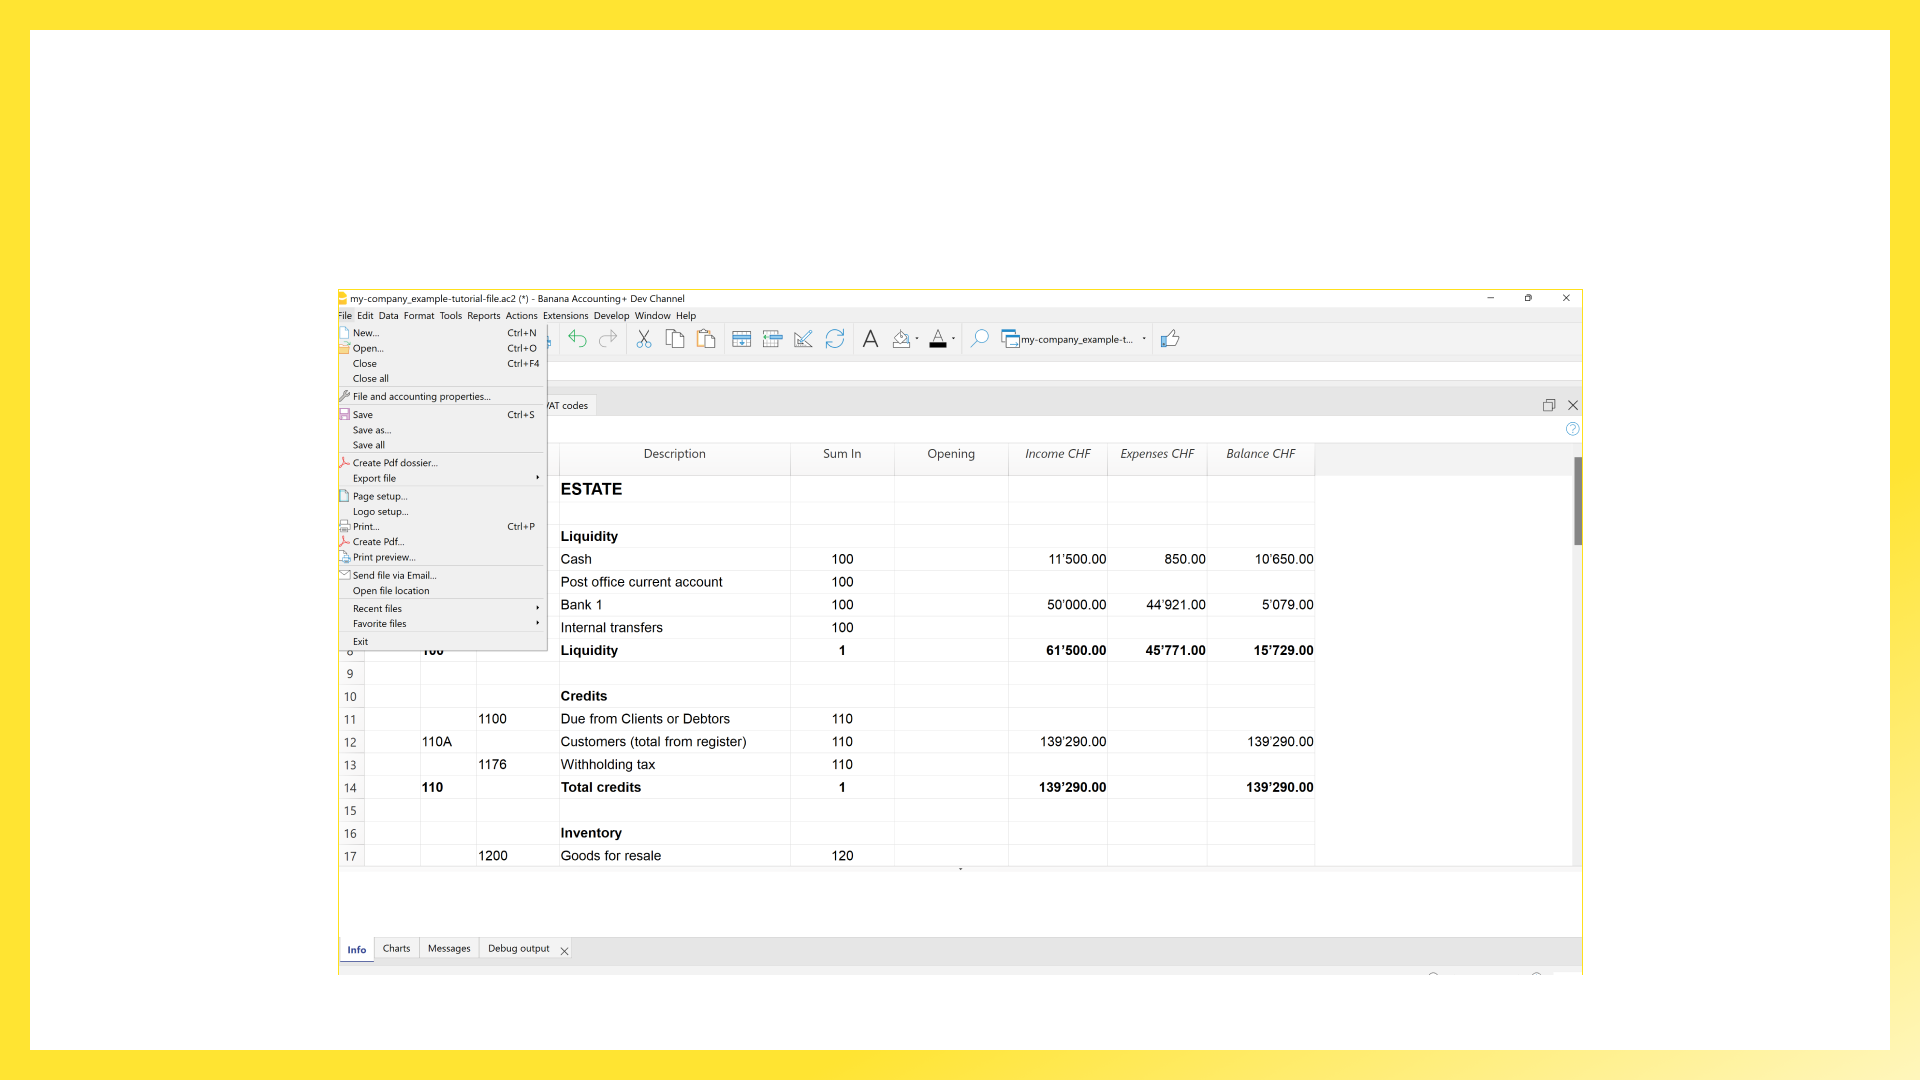 my-company_example-tutorial-file.ac2 (*) - Banana Accounting+ Dev Channel
File Edit Data Format Tools Reports Actions Extensions Develop Window Help
New... Ctrl+N
Open... Ctrl+O
Close Ctrl+F4
Close all
File and accounting properties...
Save Ctrl+S
Save as...
Save all
Create Pdf dossier...
Export file
Page setup...
Logo setup...
Print... Ctrl+P
Create Pdf...
Print preview...
Send file via Email...
Open file location
Recent files
Favorite files
Exit
my-company_example-t...
VAT codes
Description Sum In Opening Income CHF Expenses CHF Balance CHF
ESTATE
Liquidity
Cash 100 11'500.00 850.00 10'650.00
Post office current account 100
Bank 1 100 50'000.00 44'921.00 5'079.00
Internal transfers 100
8 100 Liquidity 1 61'500.00 45'771.00 15'729.00
9
10 Credits
11 1100 Due from Clients or Debtors 110
12 110A Customers (total from register) 110 139'290.00 139'290.00
13 1176 Withholding tax 110
14 110 Total credits 1 139'290.00 139'290.00
15
16 Inventory
17 1200 Goods for resale 120
Info Charts Messages Debug output